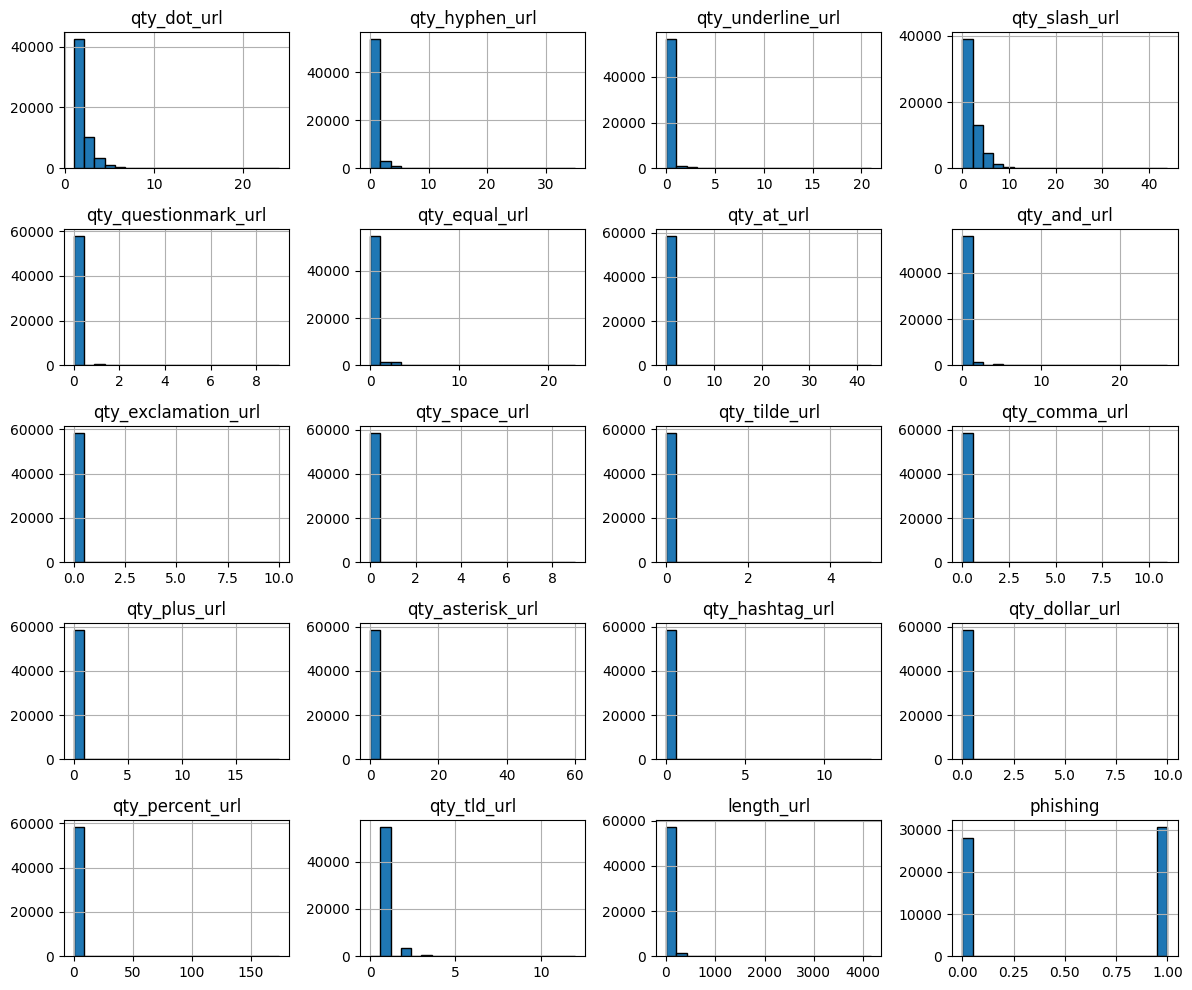 qty_dot_url qty_hyphen_url qty_underline_url qty_slash_url
40000 20000 0
0 10 20
40000 20000 0
0 10 20 30
40000 20000 0
0 5 10 15 20
40000 20000 0
0 10 20 30 40
qty_questionmark_url qty_equal_url qty_at_url qty_and_url
60000 40000 20000 0
0 2 4 6 8
40000 20000 0
0 10 20
60000 40000 20000 0
0 10 20 30 40
40000 20000 0
0 10 20
qty_exclamation_url qty_space_url qty_tilde_url qty_comma_url
60000 40000 20000 0
0.0 2.5 5.0 7.5 10.0
60000 40000 20000 0
0 2 4 6 8
60000 40000 20000 0
0 2 4
60000 40000 20000 0
0.0 2.5 5.0 7.5 10.0
qty_plus_url qty_asterisk_url qty_hashtag_url qty_dollar_url
60000 40000 20000 0
0 5 10 15
60000 40000 20000 0
0 20 40 60
60000 40000 20000 0
0 5 10
60000 40000 20000 0
0.0 2.5 5.0 7.5 10.0
qty_percent_url qty_tld_url length_url phishing
60000 40000 20000 0
0 50 100 150
40000 20000 0
0 5 10
60000 40000 20000 0
0 1000 2000 3000 4000
30000 20000 10000 0
0.00 0.25 0.50 0.75 1.00